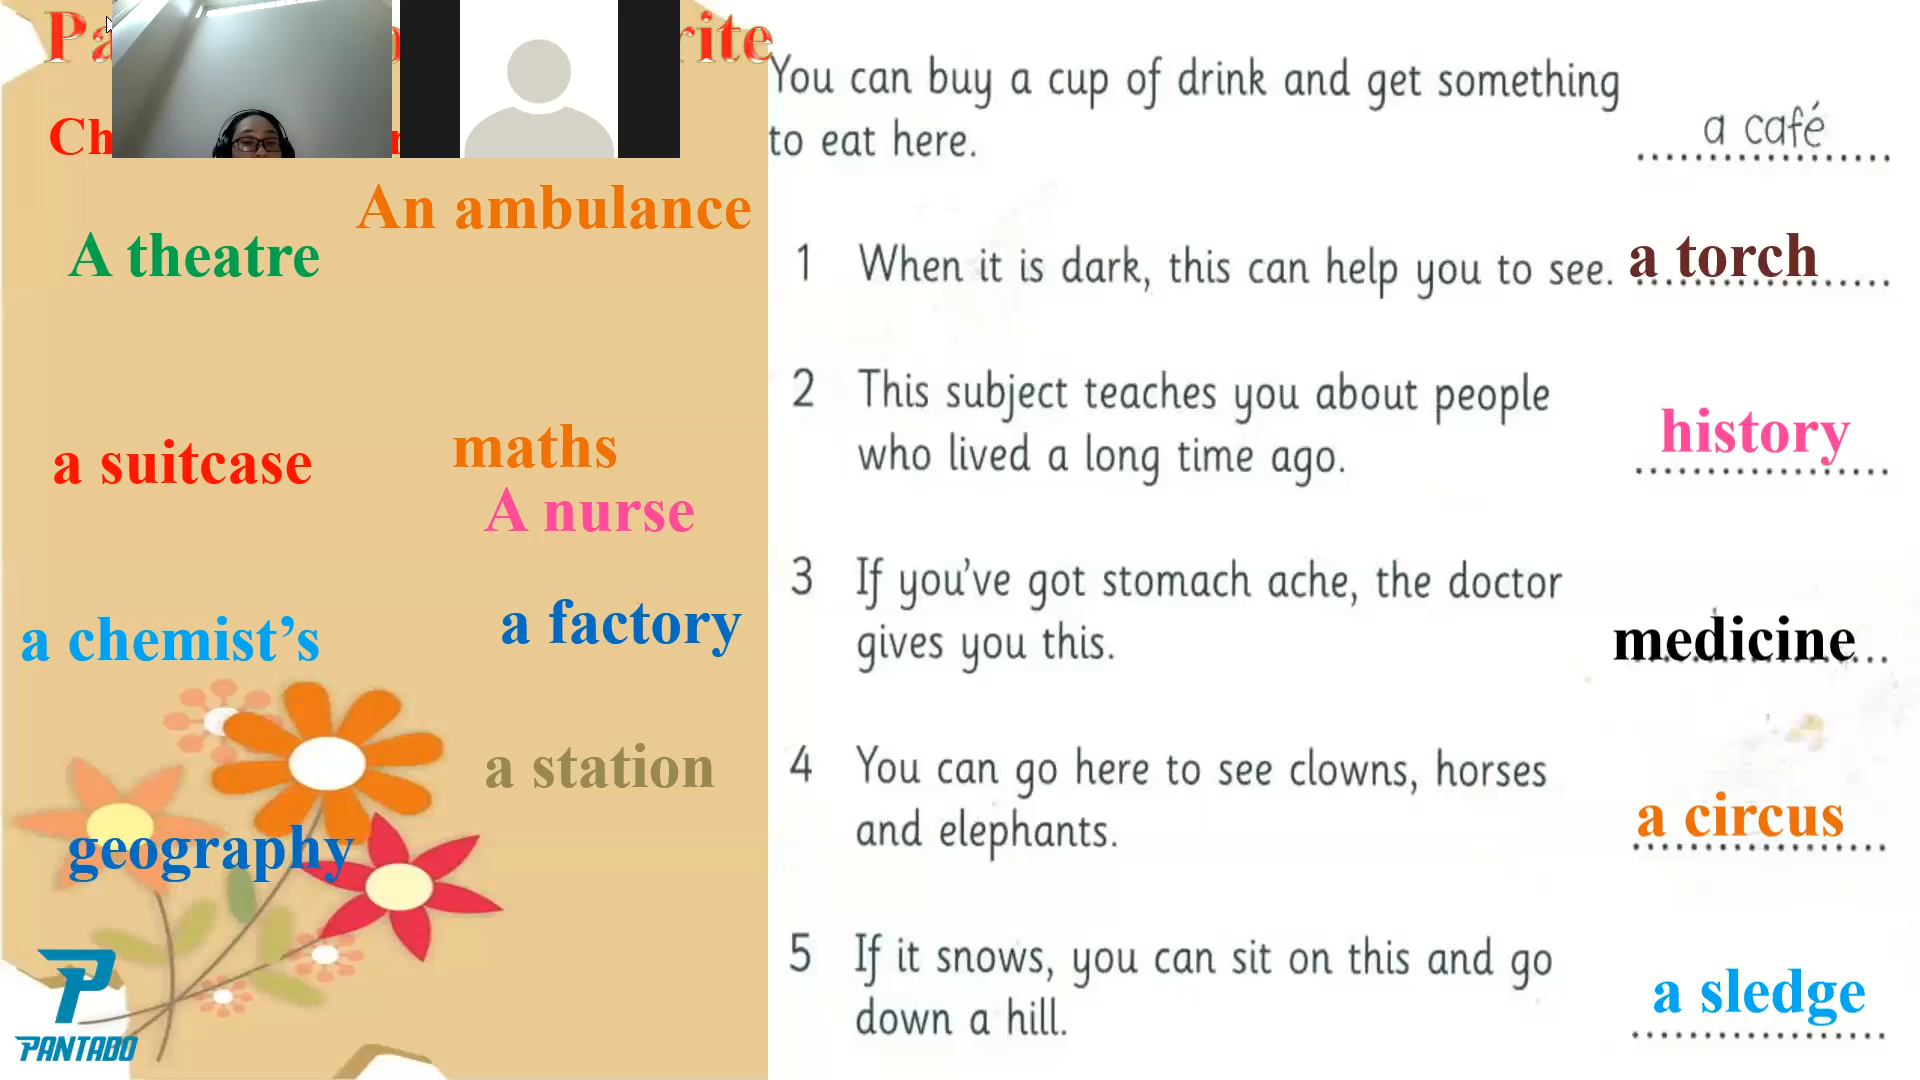 You can buy a cup of drink and get something
to eat here.
a café
An ambulance
A theatre
a suitcase
maths
A nurse
a chemist’s
a factory
a station
geography
1 When it is dark, this can help you to see. a torch
2 This subject teaches you about people
who lived a long time ago.
history
3 If you’ve got stomach ache, the doctor
gives you this.
medicine
4 You can go here to see clowns, horses
and elephants.
a circus
5 If it snows, you can sit on this and go
down a hill.
a sledge
PANTADO